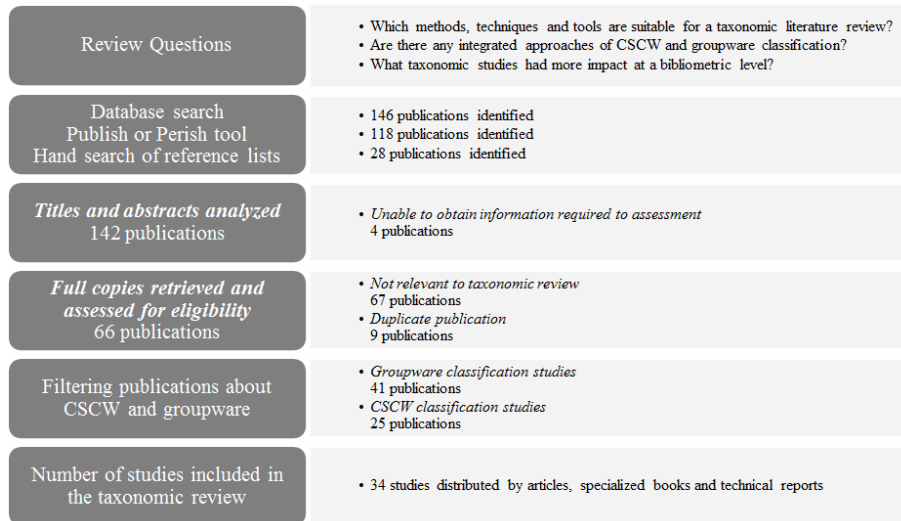 Review Questions
• Which methods, techniques and tools are suitable for a taxonomic literature review?
• Are there any integrated approaches of CSCW and groupware classification?
• What taxonomic studies had more impact at a bibliometric level?
Database search
Publish or Perish tool
Hand search of reference lists
• 146 publications identified
• 118 publications identified
• 28 publications identified
Titles and abstracts analyzed
142 publications
• Unable to obtain information required to assessment
4 publications
Full copies retrieved and
assessed for eligibility
66 publications
• Not relevant to taxonomic review
67 publications
• Duplicate publication
9 publications
Filtering publications about
CSCW and groupware
• Groupware classification studies
41 publications
• CSCW classification studies
25 publications
Number of studies included in
the taxonomic review
• 34 studies distributed by articles, specialized books and technical reports